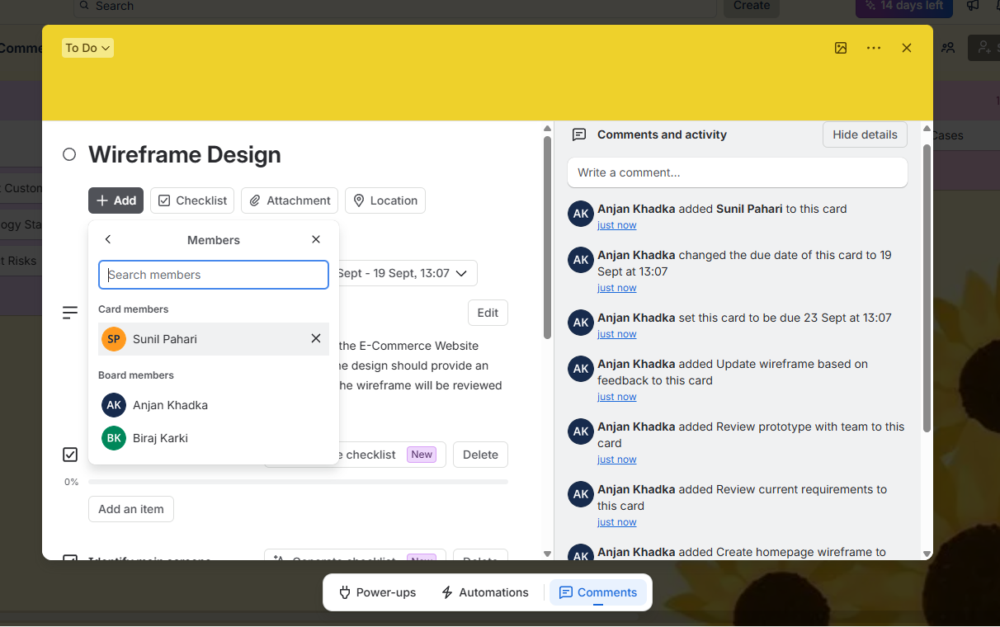 Search
Create
14 days left
To Do
Comme
Wireframe Design
Add
Checklist
Attachment
Location
Members
Search members
Card members
SP Sunil Pahari
Board members
AK Anjan Khadka
BK Biraj Karki
Sept - 19 Sept, 13:07
Edit
the E-Commerce Website
design should provide an
the wireframe will be reviewed
checklist New
Delete
0%
Add an item
Generate checklist New
Delete
Comments and activity
Hide details
Write a comment...
AK Anjan Khadka added Sunil Pahari to this card
just now
AK Anjan Khadka changed the due date of this card to 19
Sept at 13:07
just now
AK Anjan Khadka set this card to be due 23 Sept at 13:07
just now
AK Anjan Khadka added Update wireframe based on
feedback to this card
just now
AK Anjan Khadka added Review prototype with team to this
card
just now
AK Anjan Khadka added Review current requirements to
this card
just now
AK Anjan Khadka added Create homepage wireframe to
Cases
t Custom
ogy Sta
t Risks
Power-ups
Automations
Comments